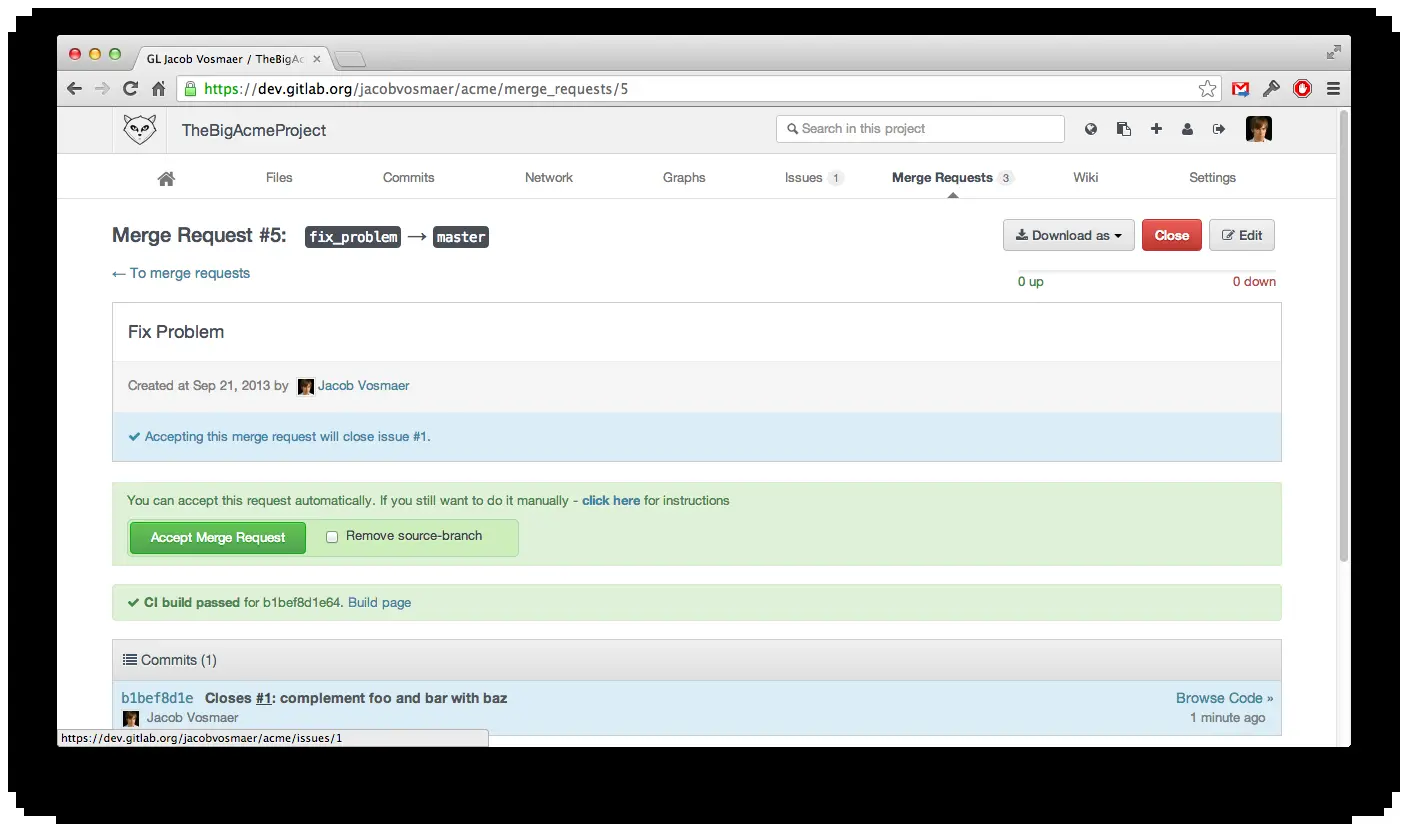 GL Jacob Vosmaer / TheBigAc
https://dev.gitlab.org/jacobvosmaer/acme/merge_requests/5
TheBigAcmeProject
Search in this project
Files Commits Network Graphs Issues 1 Merge Requests 3 Wiki Settings
Merge Request #5: fix_problem → master
Download as Close Edit
← To merge requests
0 up 0 down
Fix Problem
Created at Sep 21, 2013 by Jacob Vosmaer
Accepting this merge request will close issue #1.
You can accept this request automatically. If you still want to do it manually - click here for instructions
Accept Merge Request Remove source-branch
CI build passed for b1bef8d1e64. Build page
Commits (1)
b1bef8d1e Closes #1: complement foo and bar with baz Browse Code »
Jacob Vosmaer 1 minute ago
https://dev.gitlab.org/jacobvosmaer/acme/issues/1